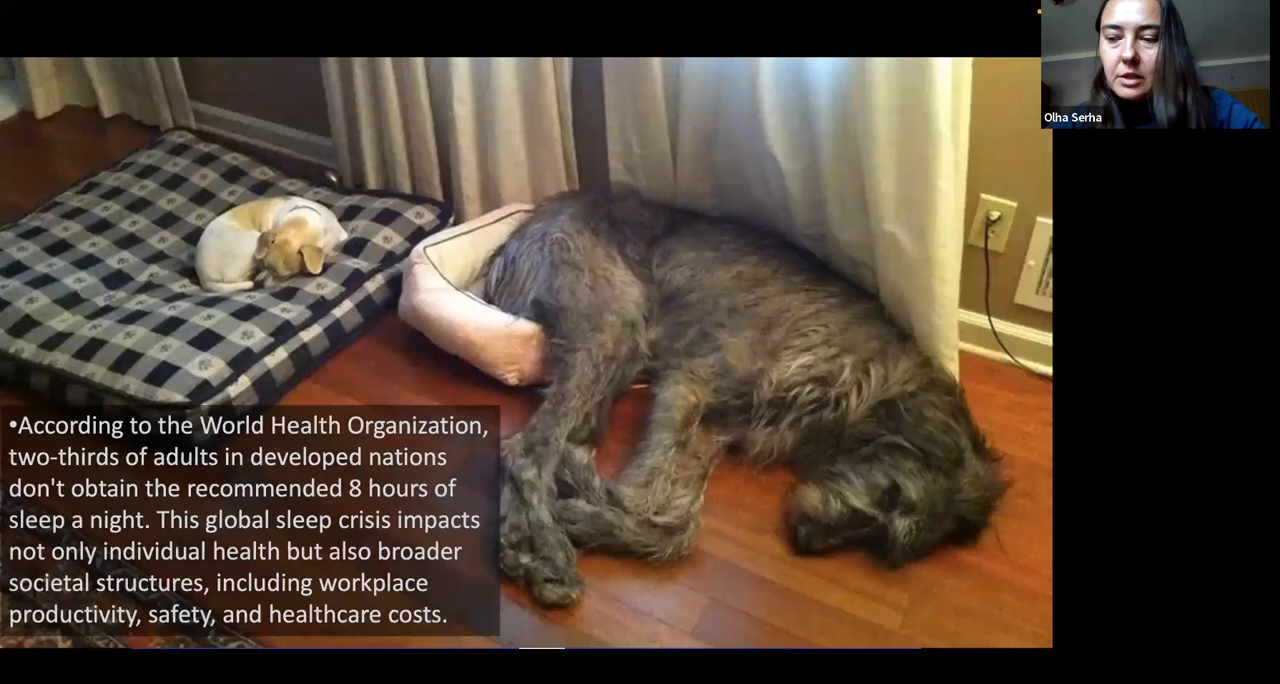 Olha Serha
•According to the World Health Organization,
two-thirds of adults in developed nations
don't obtain the recommended 8 hours of
sleep a night. This global sleep crisis impacts
not only individual health but also broader
societal structures, including workplace
productivity, safety, and healthcare costs.